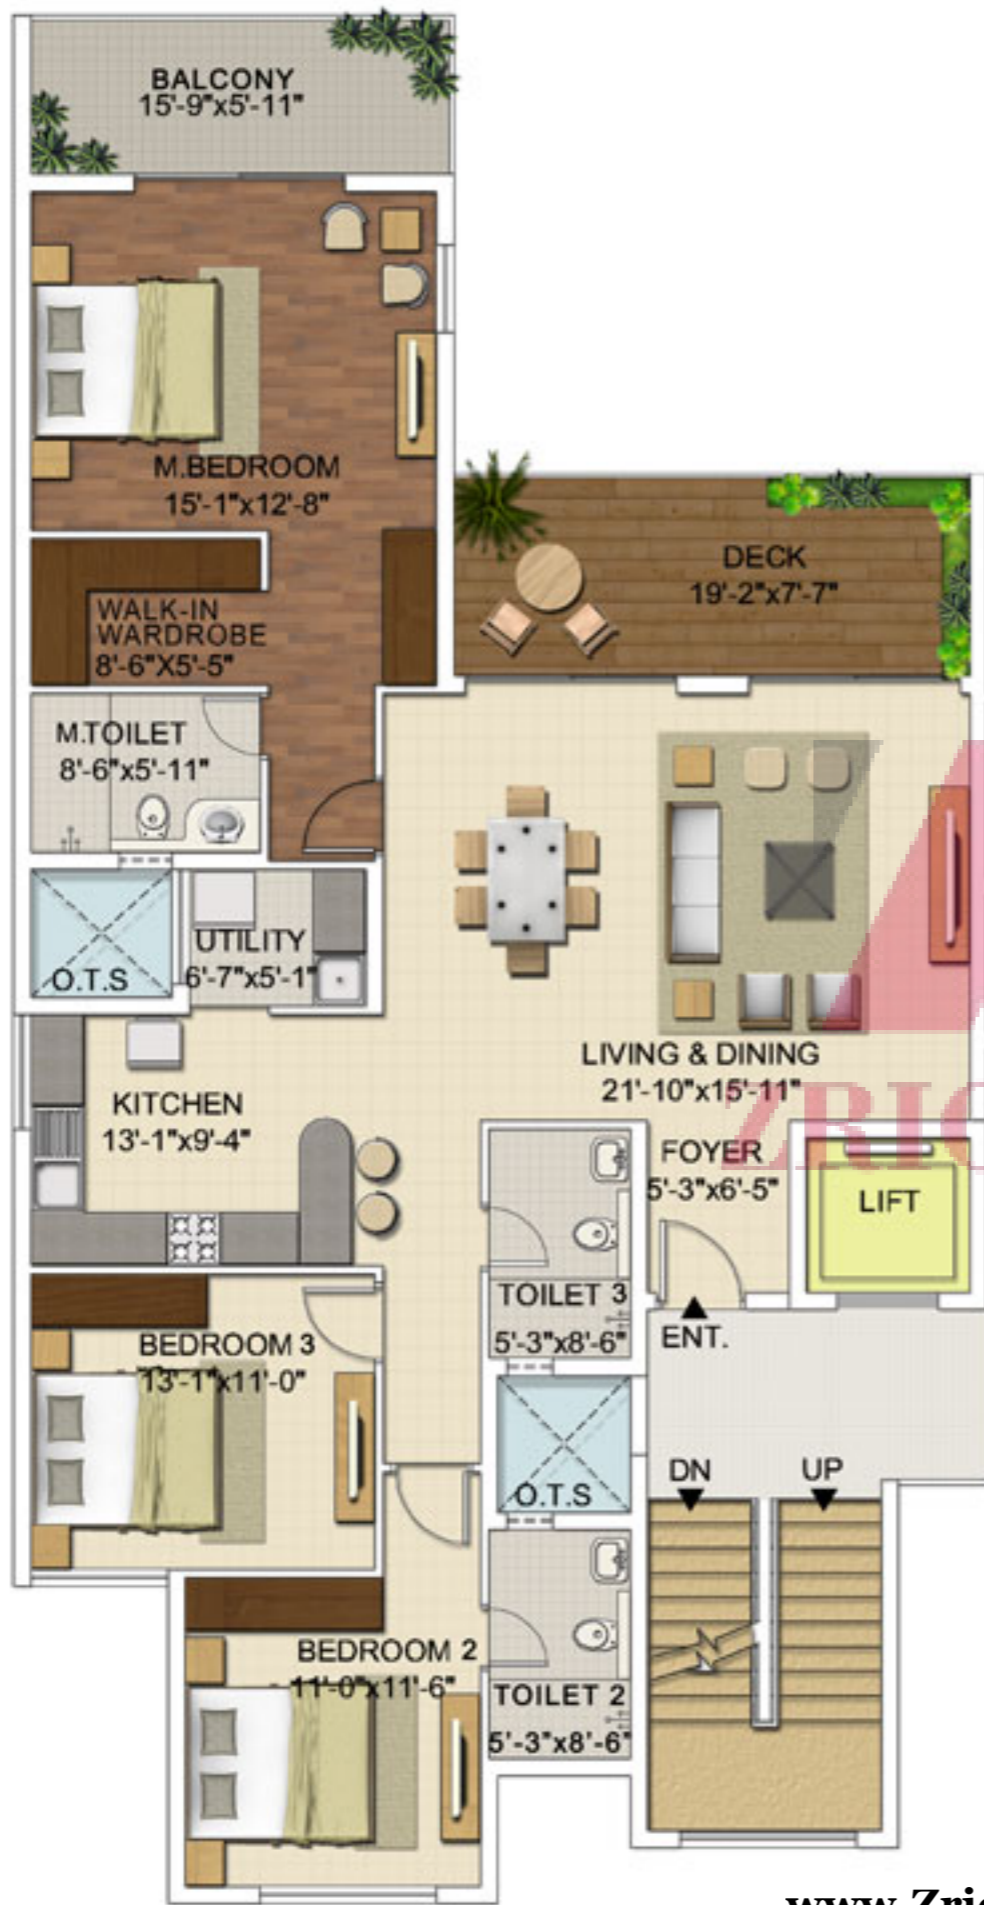 BALCONY
15'-9"x5'-11"
M.BEDROOM
15'-1"x12'-8"
DECK
19'-2"x7'-7"
WALK-IN
WARDROBE
8'-6"X5'-5"
M.TOILET
8'-6"x5'-11"
UTILITY
6'-7"x5'-1"
O.T.S
LIVING & DINING
21'-10"x15'-11"
KITCHEN
13'-1"x9'-4"
FOYER
5'-3"x6'-5"
LIFT
TOILET 3
5'-3"x8'-6"
ENT.
BEDROOM 3
13'-1"x11'-0"
O.T.S
DN
UP
BEDROOM 2
11'-0"x11'-6"
TOILET 2
5'-3"x8'-6"